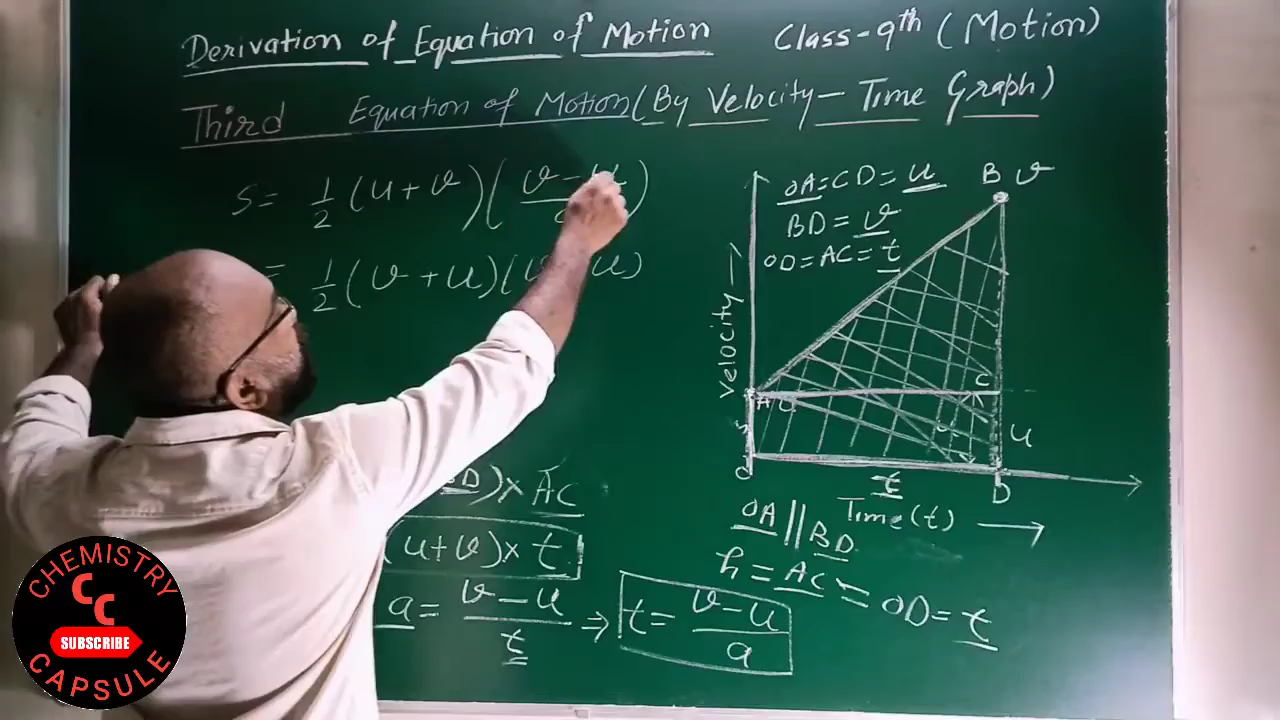 Derivation of Equation of Motion Class-9th (Motion)
Third Equation of Motion (By Velocity-Time Graph)
S= 1/2 (u+v)(v-u
= 1/2 (v+u)( u)
D)× AC
(u+v)× t
a= v-u/t ⇒ t= v-u/a
OA=CD=u
BD=v
OD=AC=t
B v
Velocity
A u
C
u
O
t
D
Time(t)
OA || BD
h=AC= OD=t
CHEMISTRY
CC
SUBSCRIBE
CAPSULE